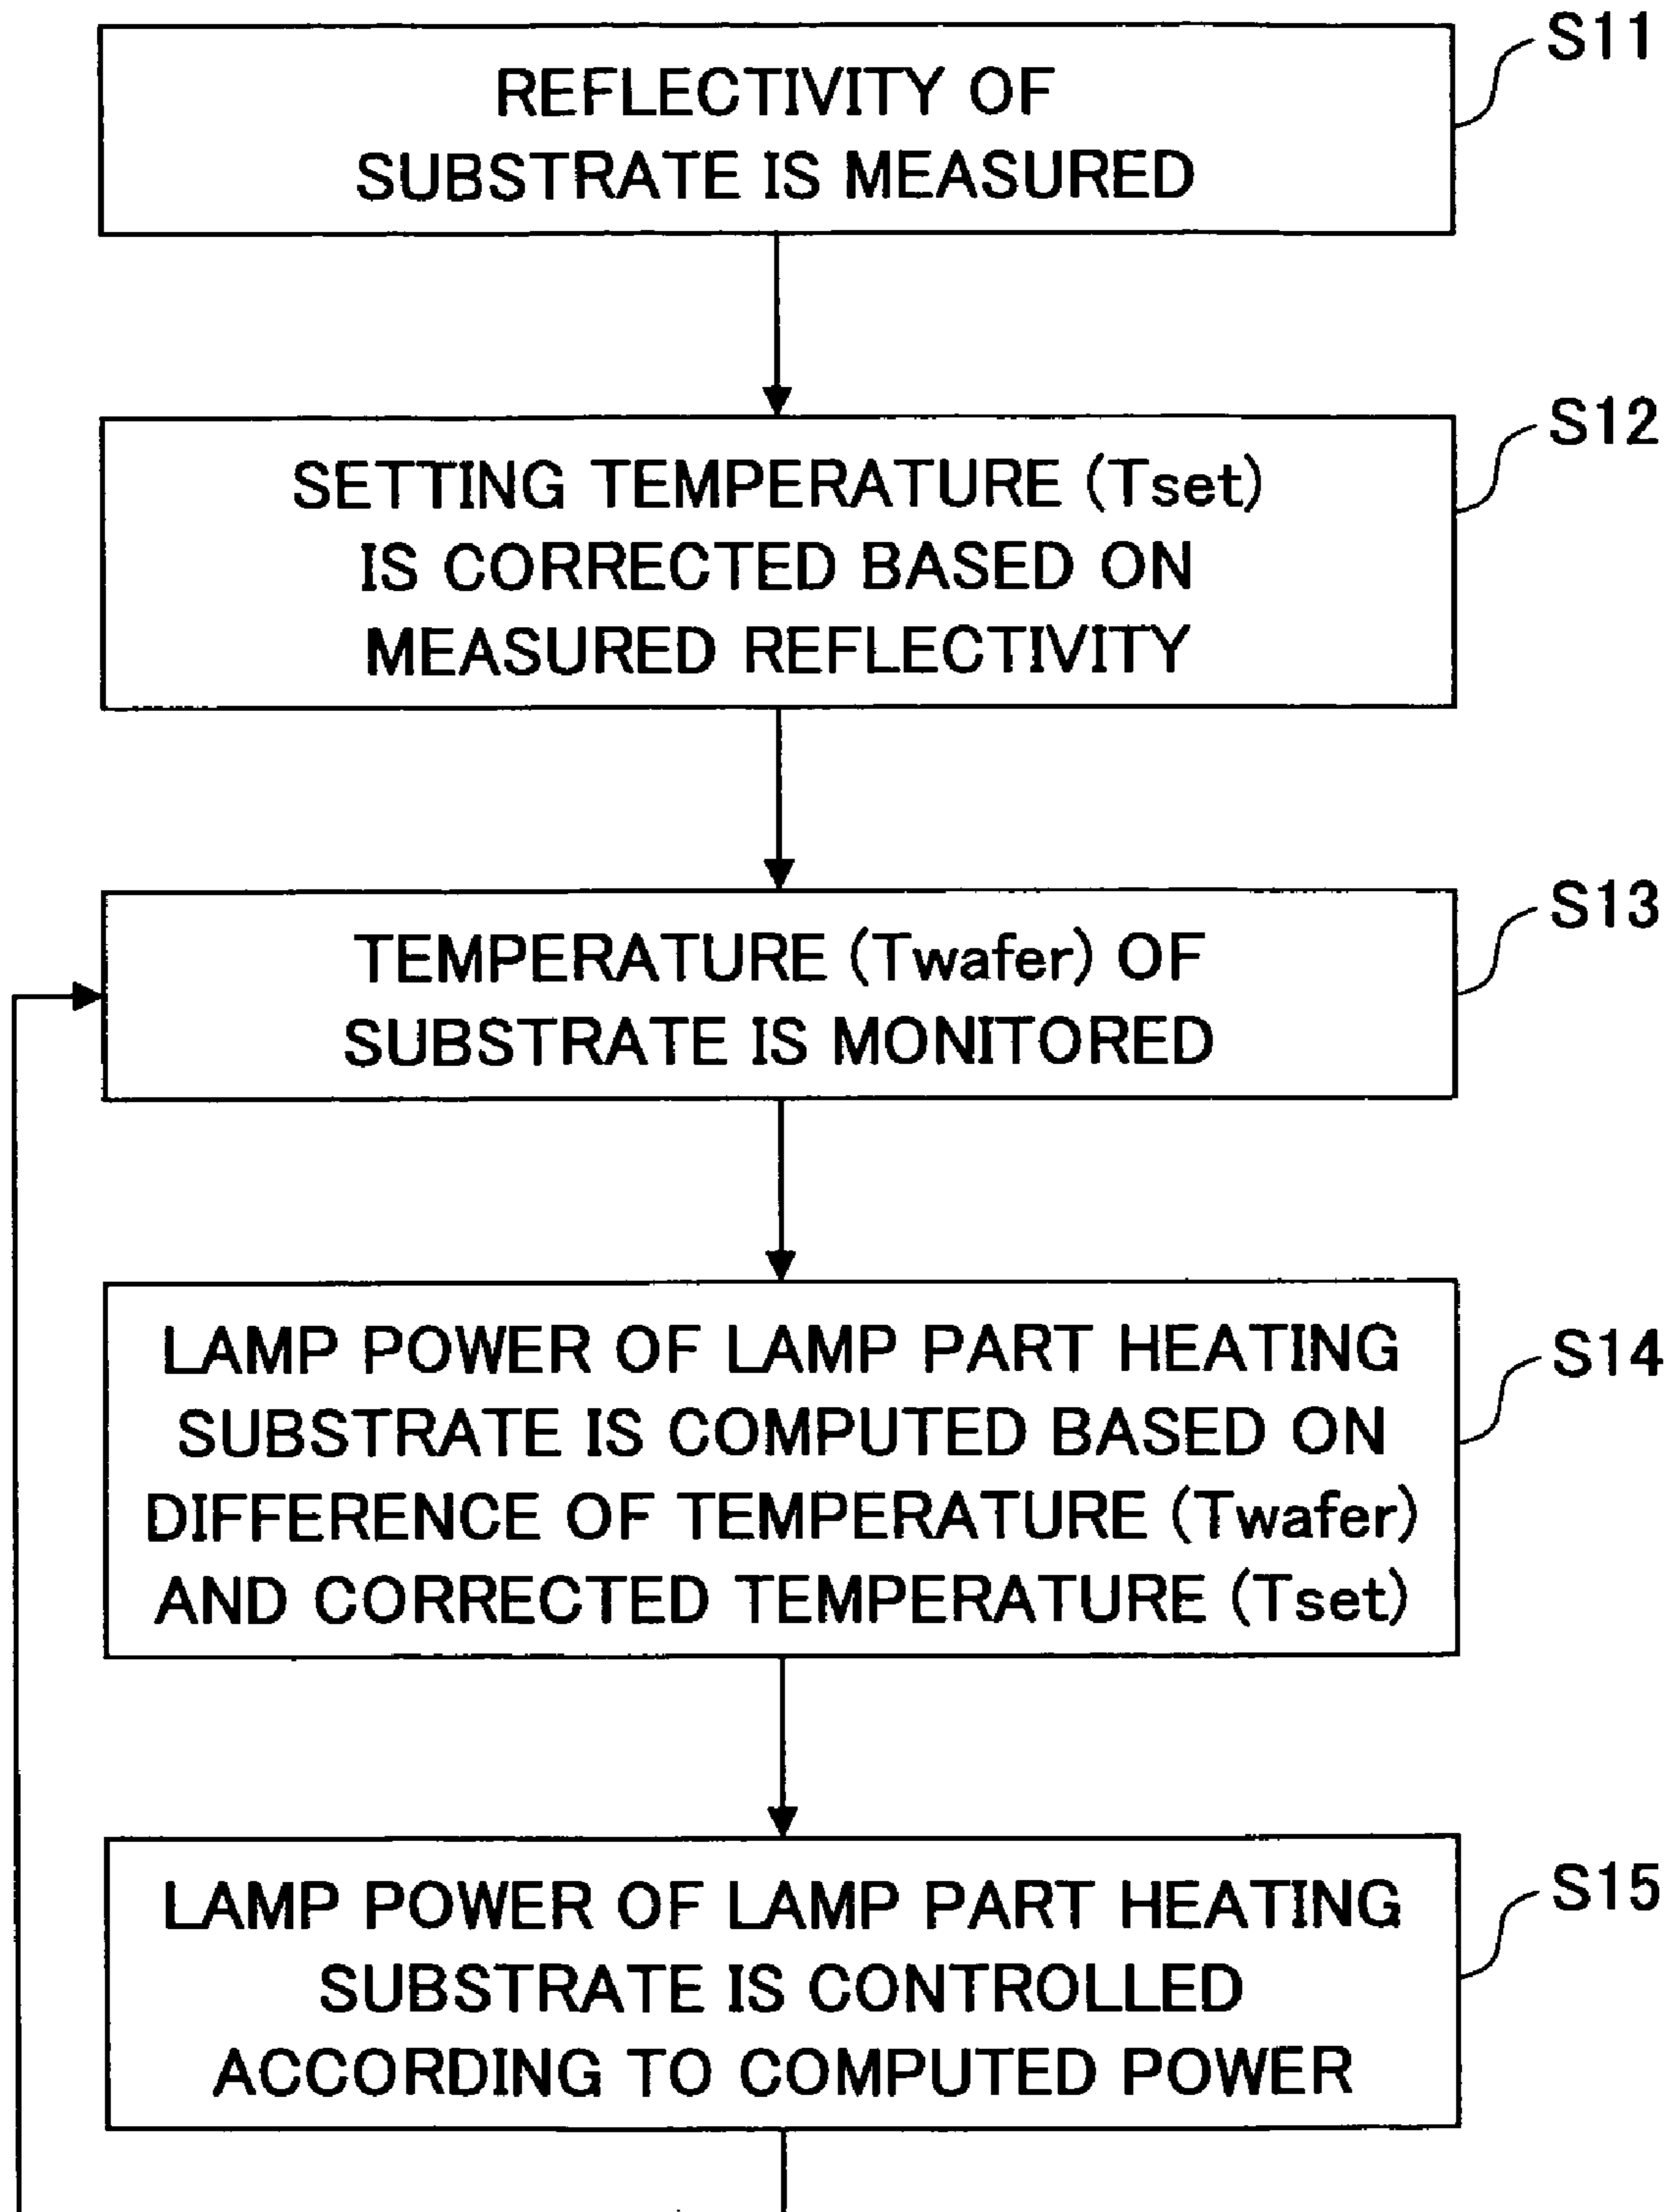 S11
REFLECTIVITY OF
SUBSTRATE IS MEASURED
S12
SETTING TEMPERATURE (Tset)
IS CORRECTED BASED ON
MEASURED REFLECTIVITY
S13
TEMPERATURE (Twafer) OF
SUBSTRATE IS MONITORED
S14
LAMP POWER OF LAMP PART HEATING
SUBSTRATE IS COMPUTED BASED ON
DIFFERENCE OF TEMPERATURE (Twafer)
AND CORRECTED TEMPERATURE (Tset)
S15
LAMP POWER OF LAMP PART HEATING
SUBSTRATE IS CONTROLLED
ACCORDING TO COMPUTED POWER